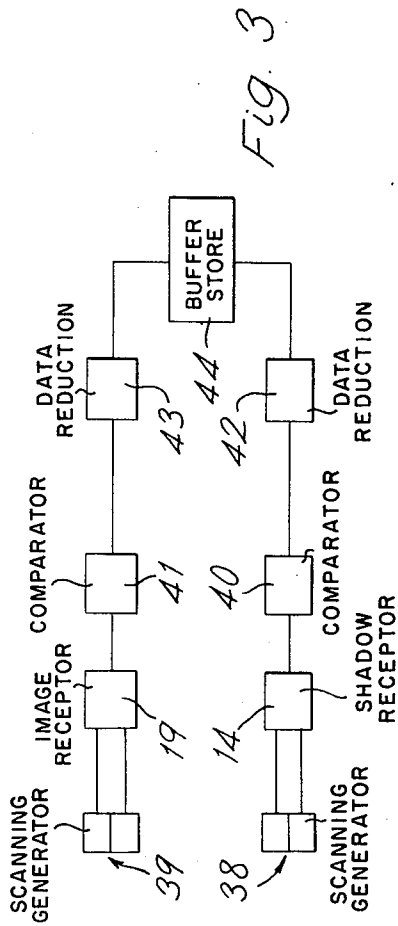 SCANNING
GENERATOR
39
IMAGE
RECEPTOR
19
COMPARATOR
41
DATA
REDUCTION
43
BUFFER
STORE
44
SCANNING
GENERATOR
38
14
SHADOW
RECEPTOR
40
COMPARATOR
42
DATA
REDUCTION
Fig. 3